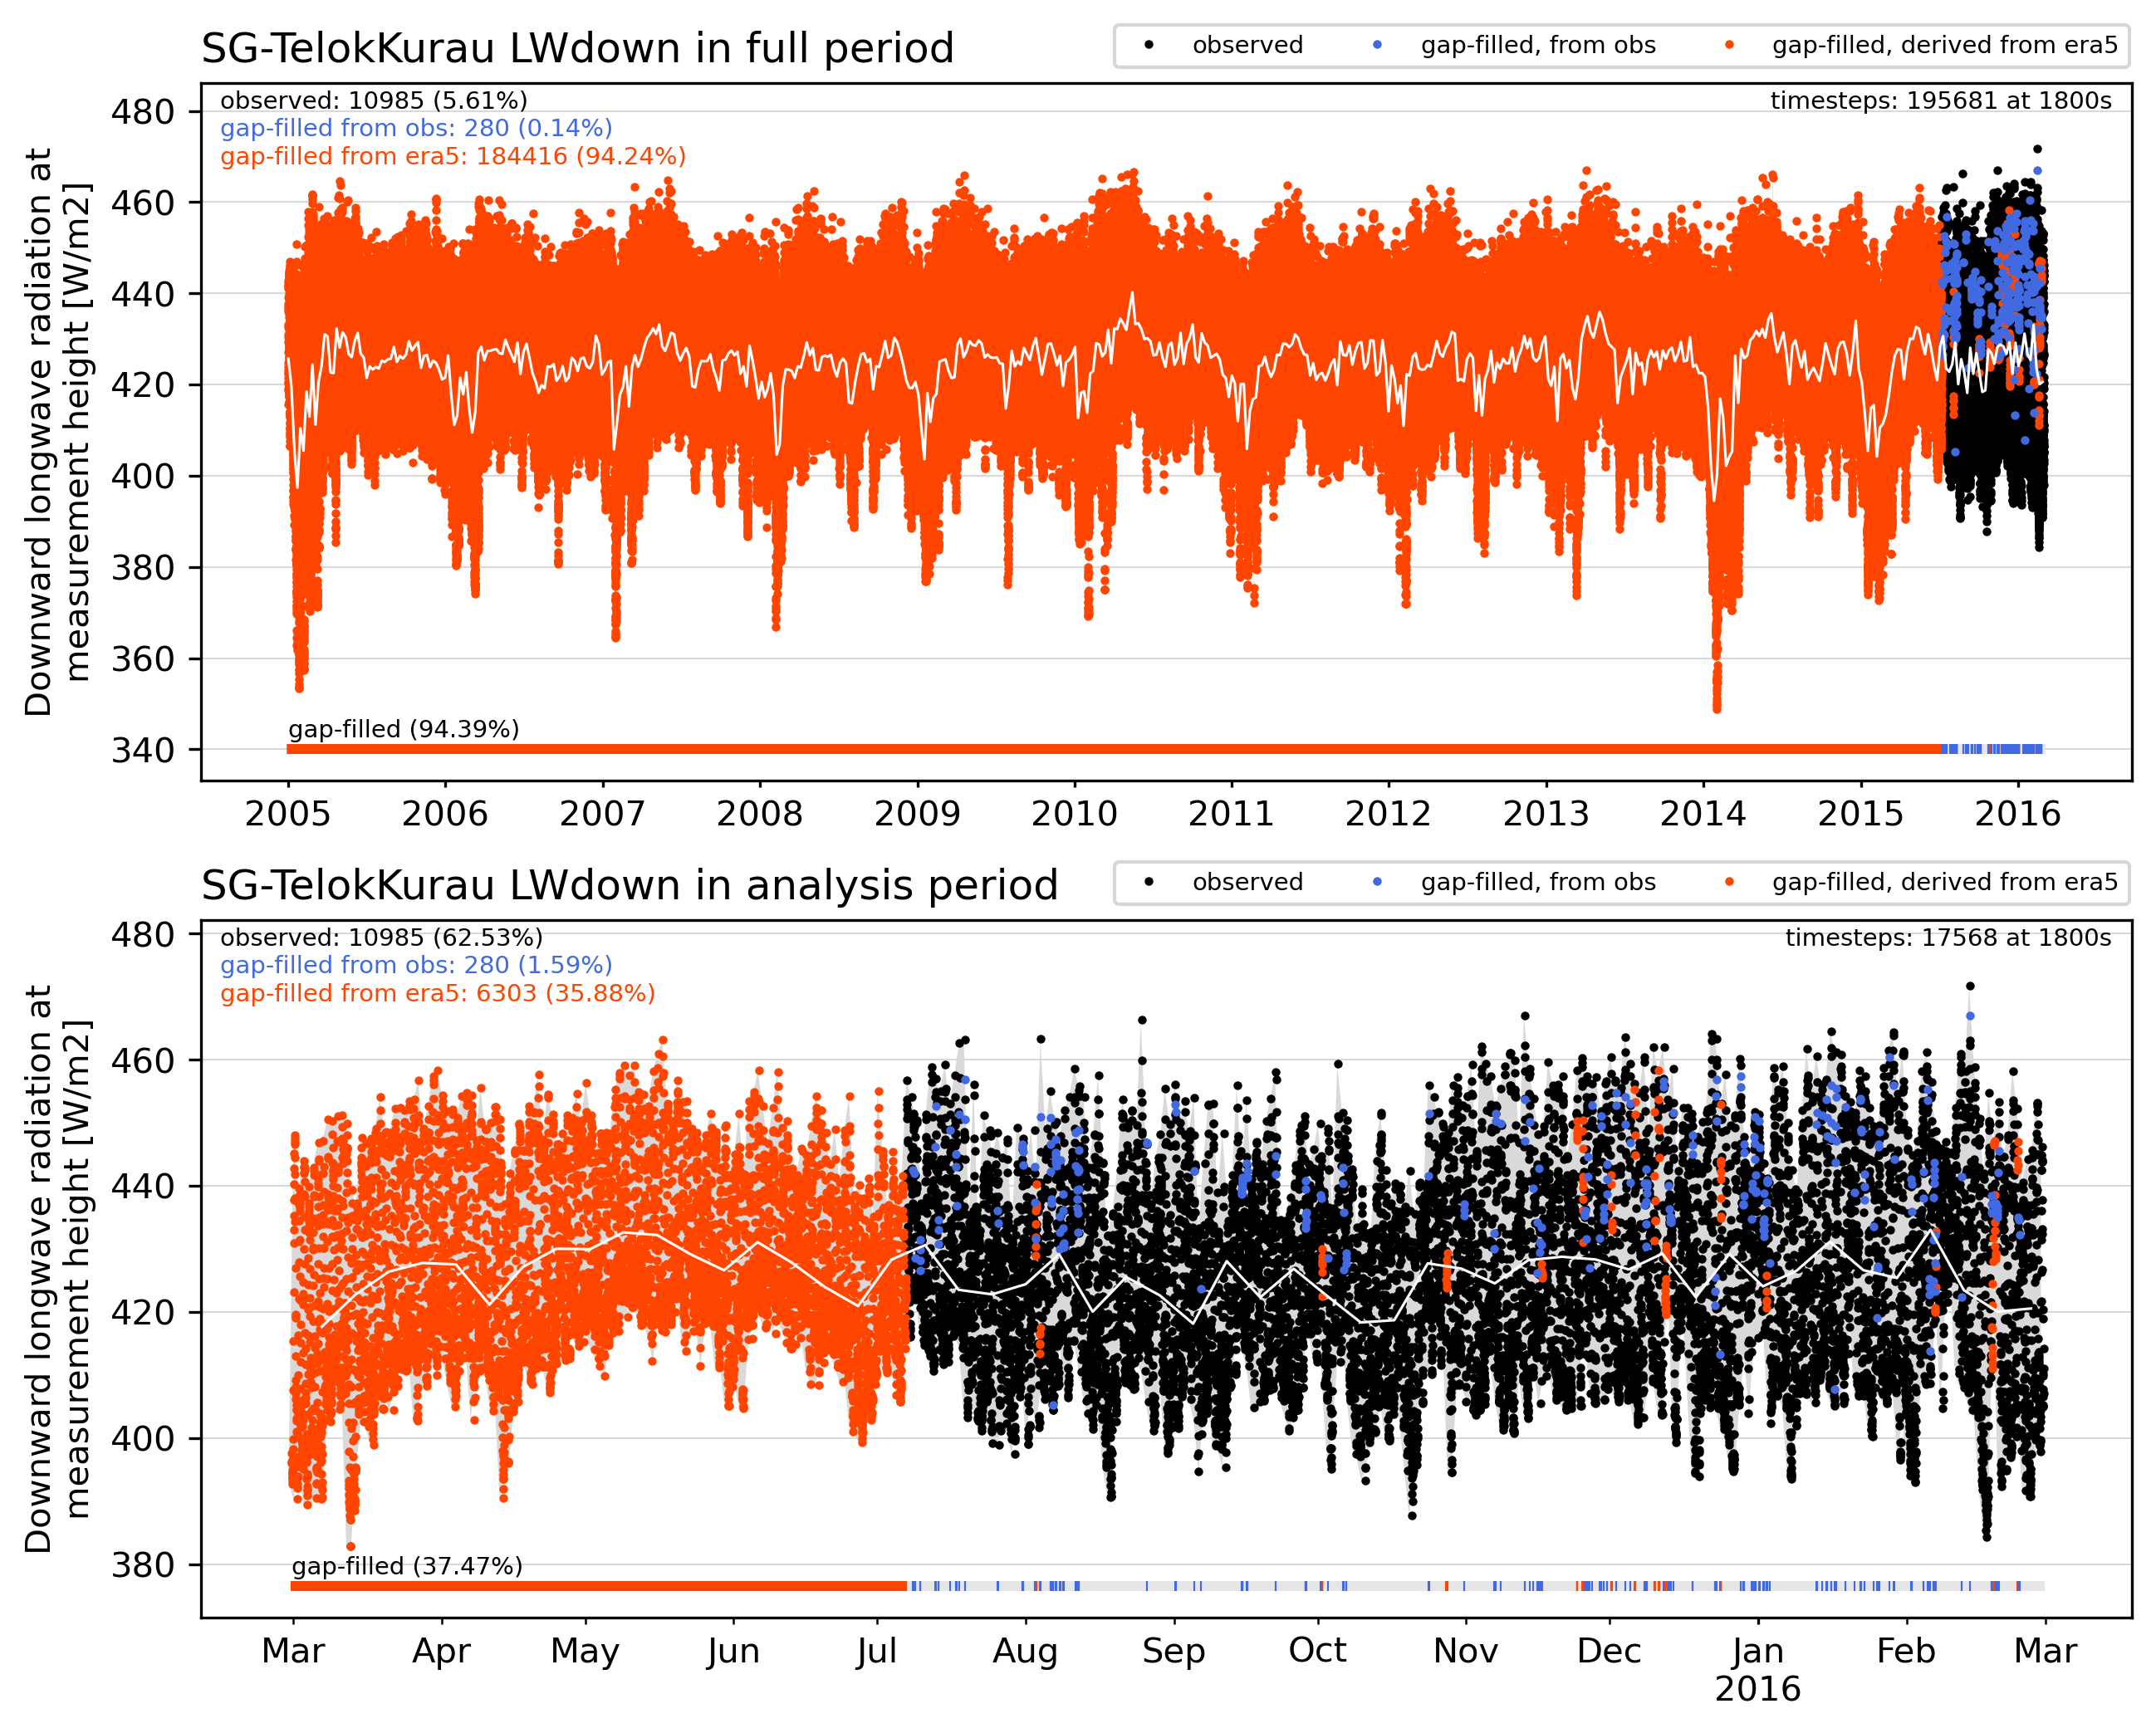 SG-TelokKurau LWdown in full period
observed
gap-filled, from obs
gap-filled, derived from era5
observed: 10985 (5.61%)
timesteps: 195681 at 1800s
gap-filled from obs: 280 (0.14%)
gap-filled from era5: 184416 (94.24%)
Downward longwave radiation at
measurement height [W/m2]
480
460
440
420
400
380
360
340
gap-filled (94.39%)
2005
2006
2007
2008
2009
2010
2011
2012
2013
2014
2015
2016
SG-TelokKurau LWdown in analysis period
observed
gap-filled, from obs
gap-filled, derived from era5
observed: 10985 (62.53%)
timesteps: 17568 at 1800s
gap-filled from obs: 280 (1.59%)
gap-filled from era5: 6303 (35.88%)
Downward longwave radiation at
measurement height [W/m2]
480
460
440
420
400
380
gap-filled (37.47%)
Mar
Apr
May
Jun
Jul
Aug
Sep
Oct
Nov
Dec
Jan
2016
Feb
Mar